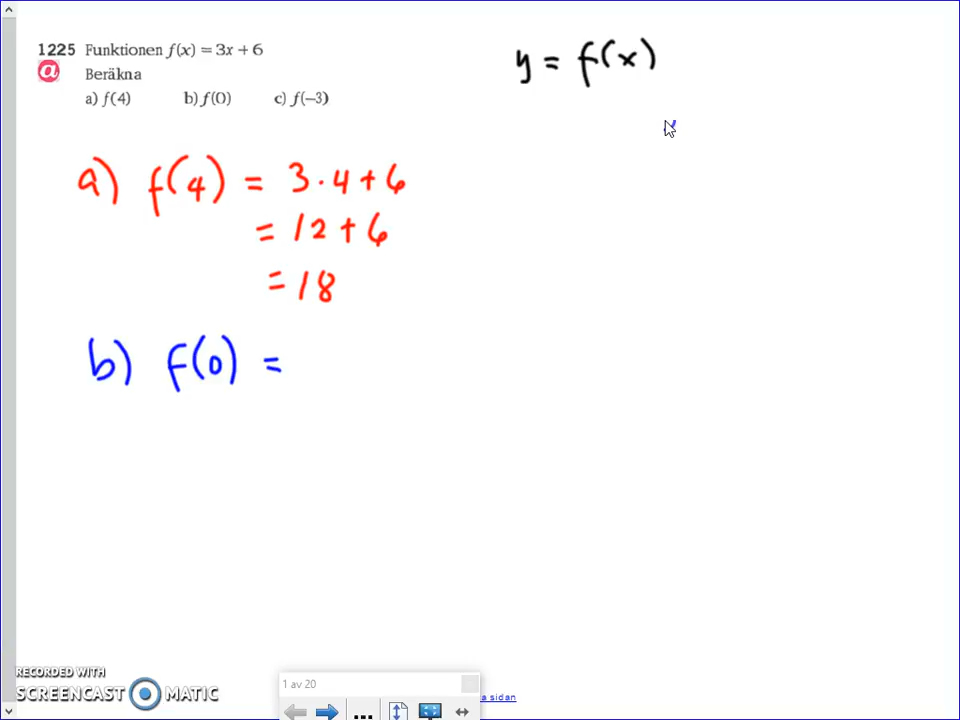 1225 Funktionen f(x) = 3x + 6
a Beräkna
a) f(4) b) f(0) c) f(−3)
y = f(x)
a) f(4) = 3·4+6
= 12+6
= 18
b) f(0) =
RECORDED WITH
SCREENCAST MATIC
1 av 20
a sidan